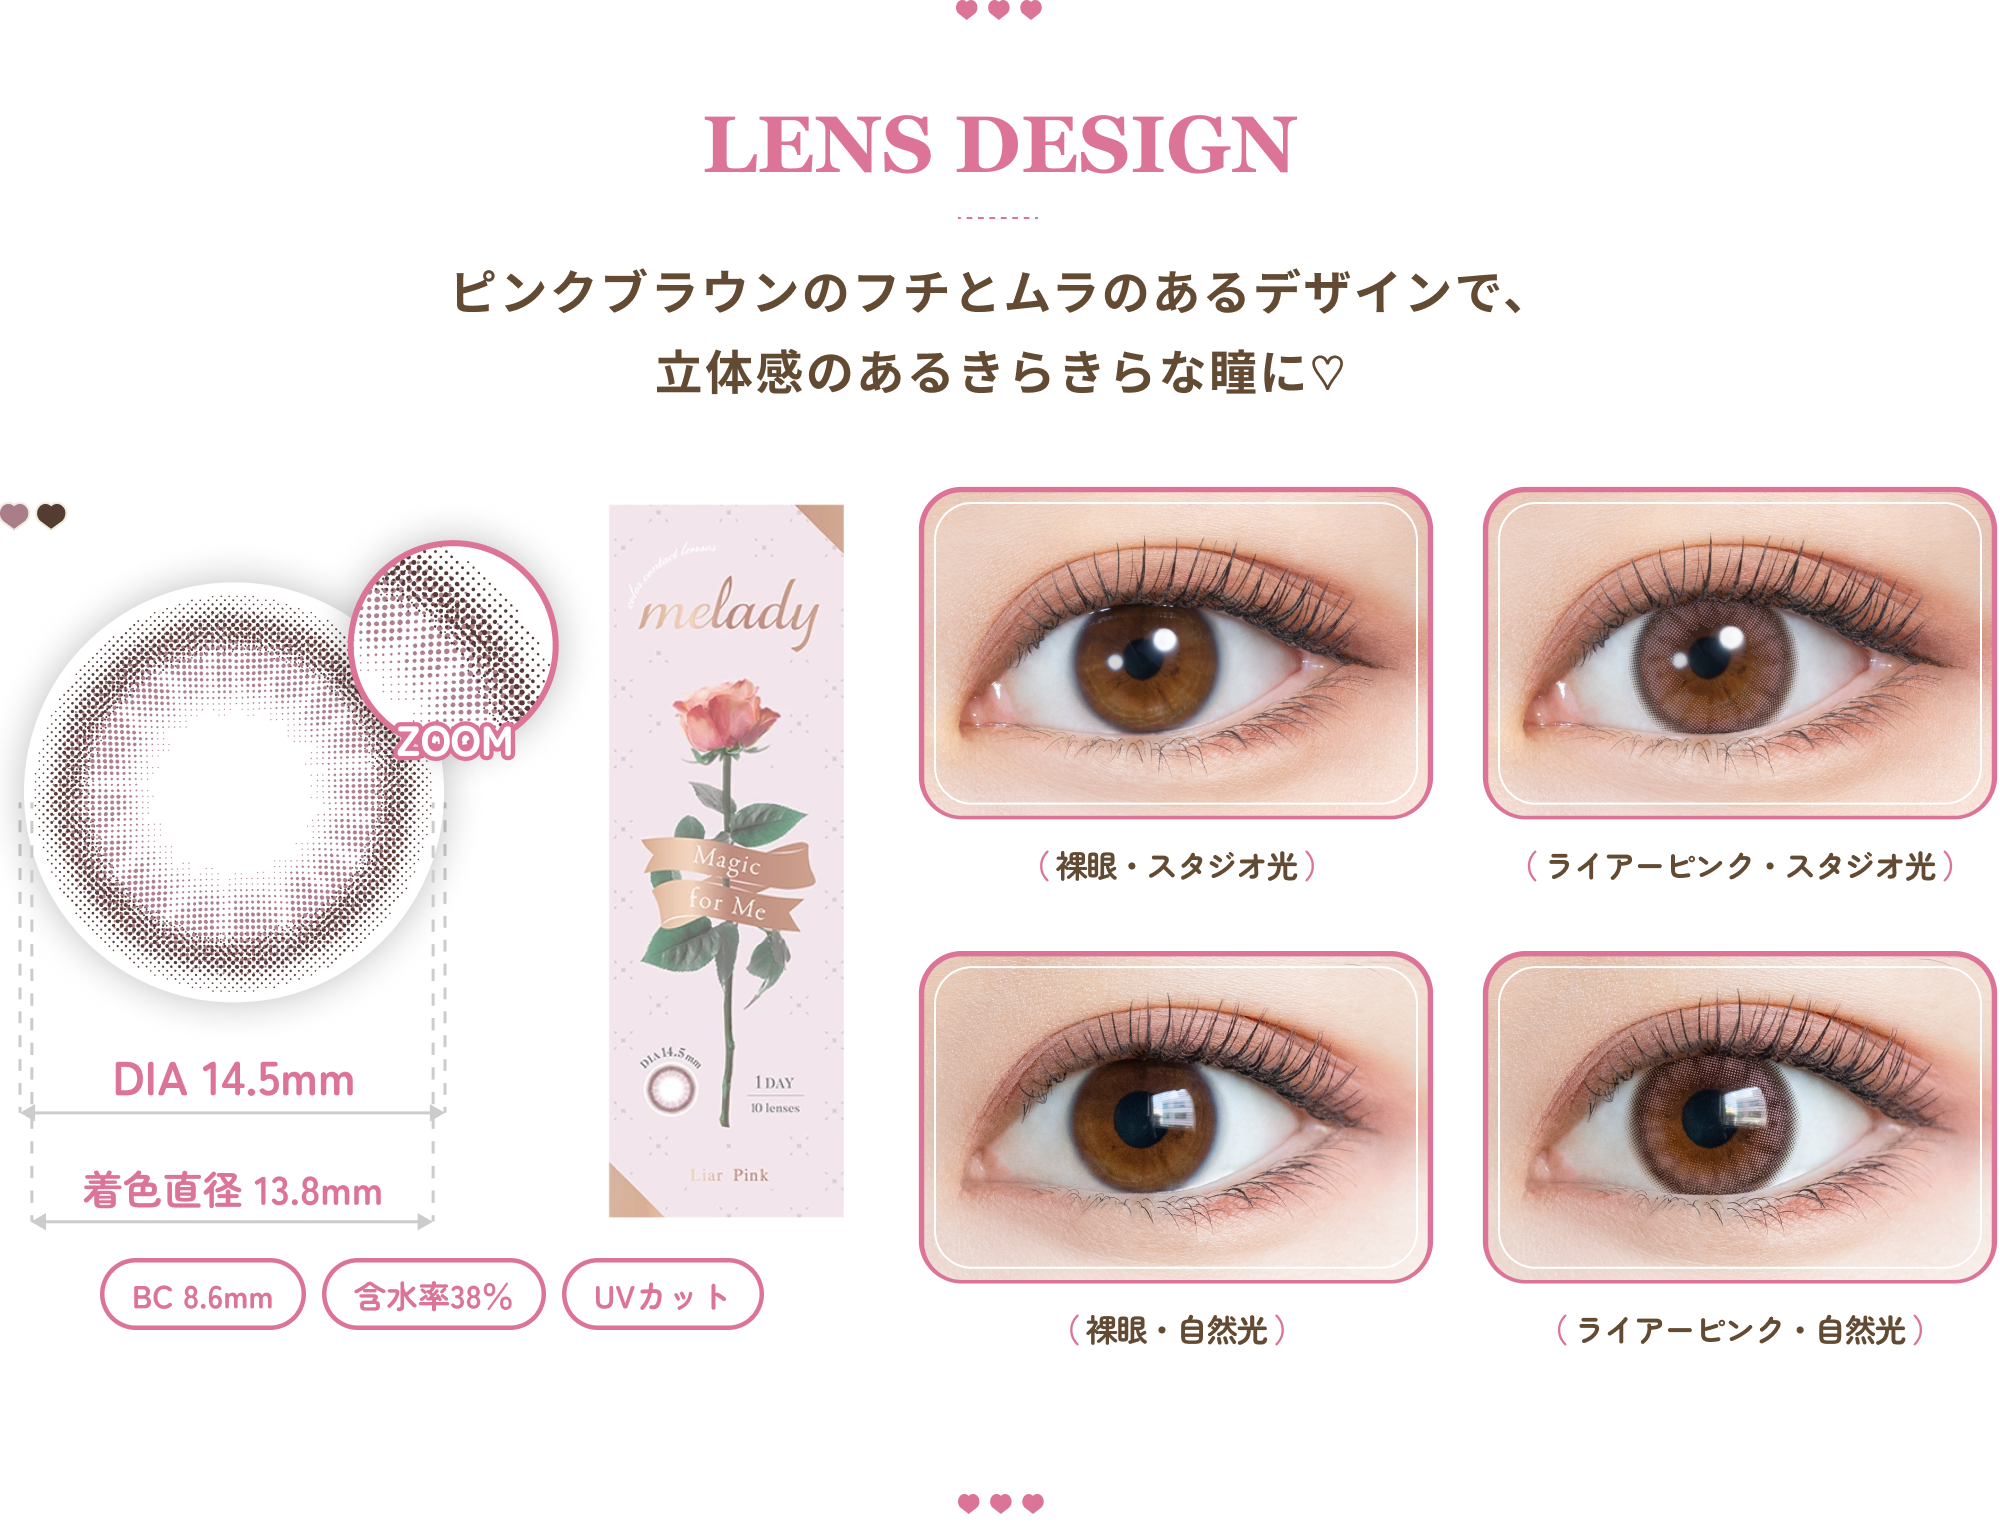 LENS DESIGN
ピンクブラウンのフチとムラのあるデザインで、
立体感のあるきらきらな瞳に♡
ZOOM
DIA 14.5mm
着色直径 13.8mm
BC 8.6mm
含水率38%
UVカット
color contact lenses
melady
Magic
for Me
DIA 14.5mm
1DAY
10 lenses
Liar Pink
(裸眼・スタジオ光)
(ライアーピンク・スタジオ光)
(裸眼・自然光)
(ライアーピンク・自然光)